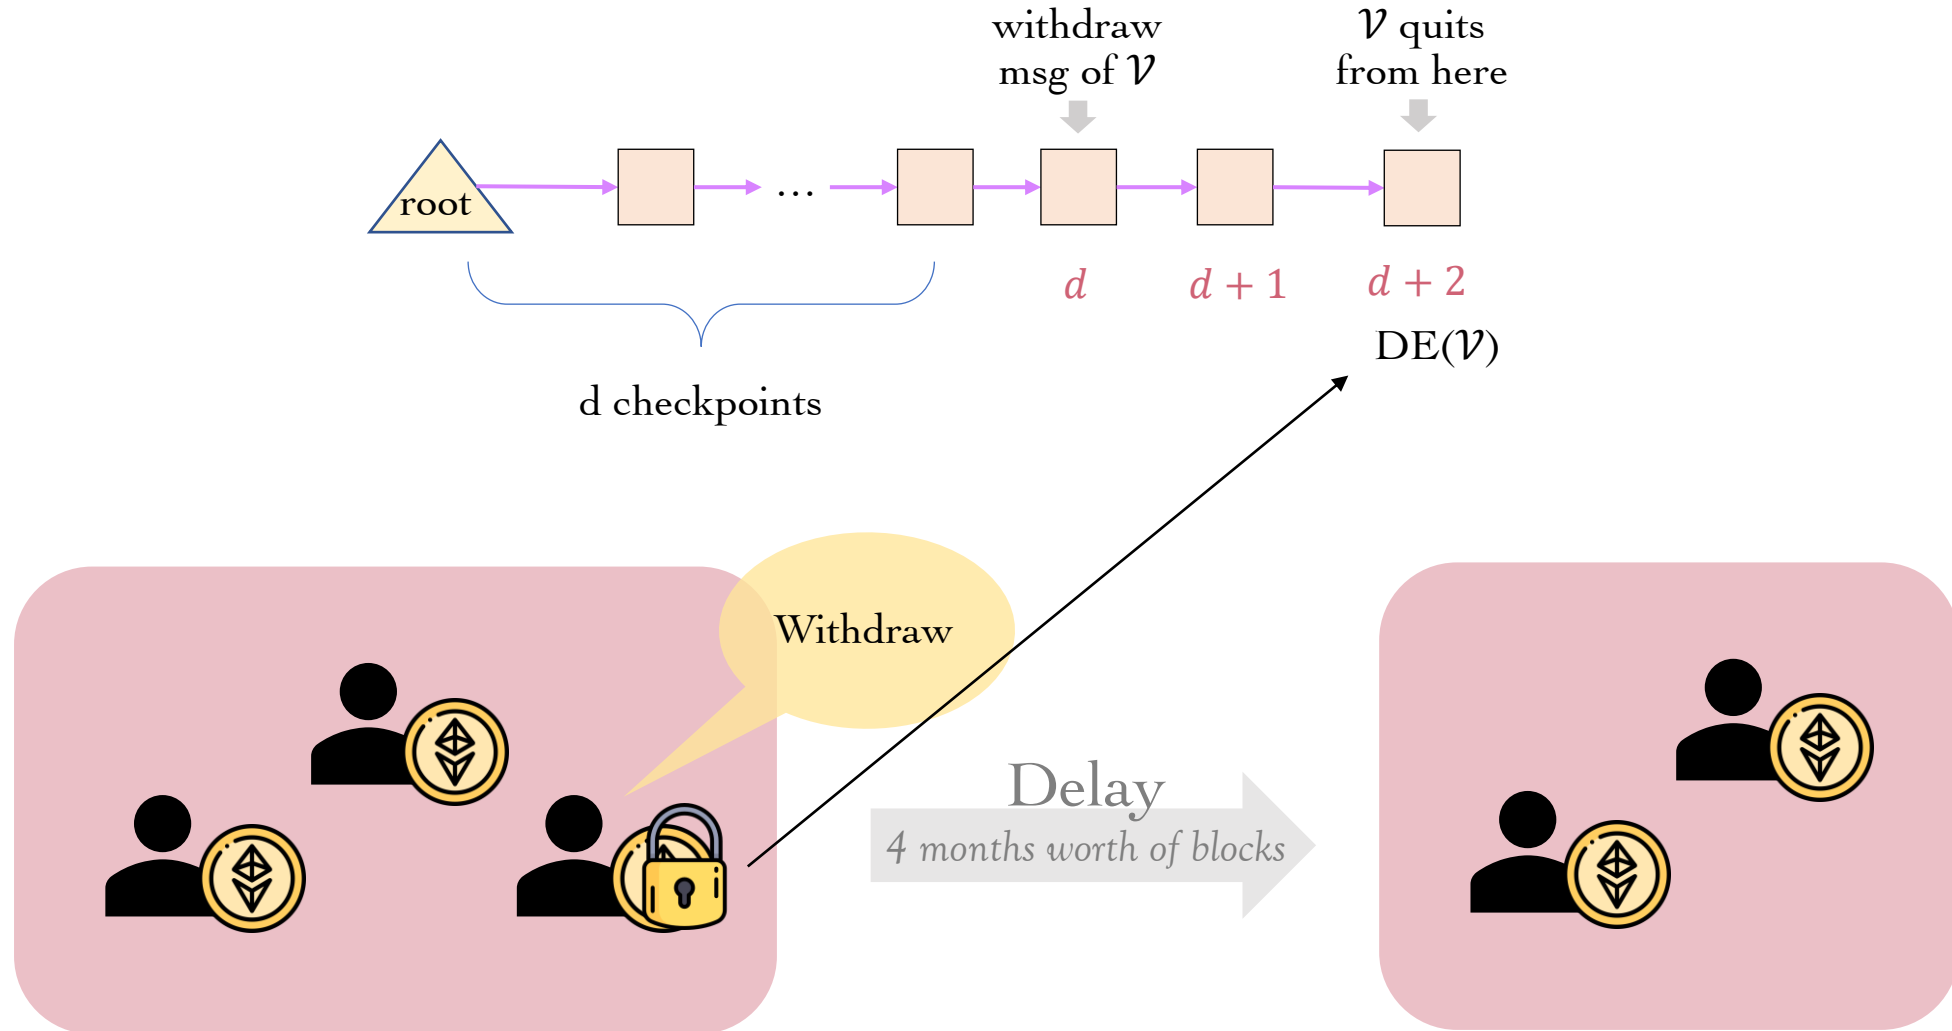 withdraw
msg of 𝒱
𝒱 quits
from here
root
...
d
d + 1
d + 2
DE(𝒱)
d checkpoints
Withdraw
Delay
4 months worth of blocks